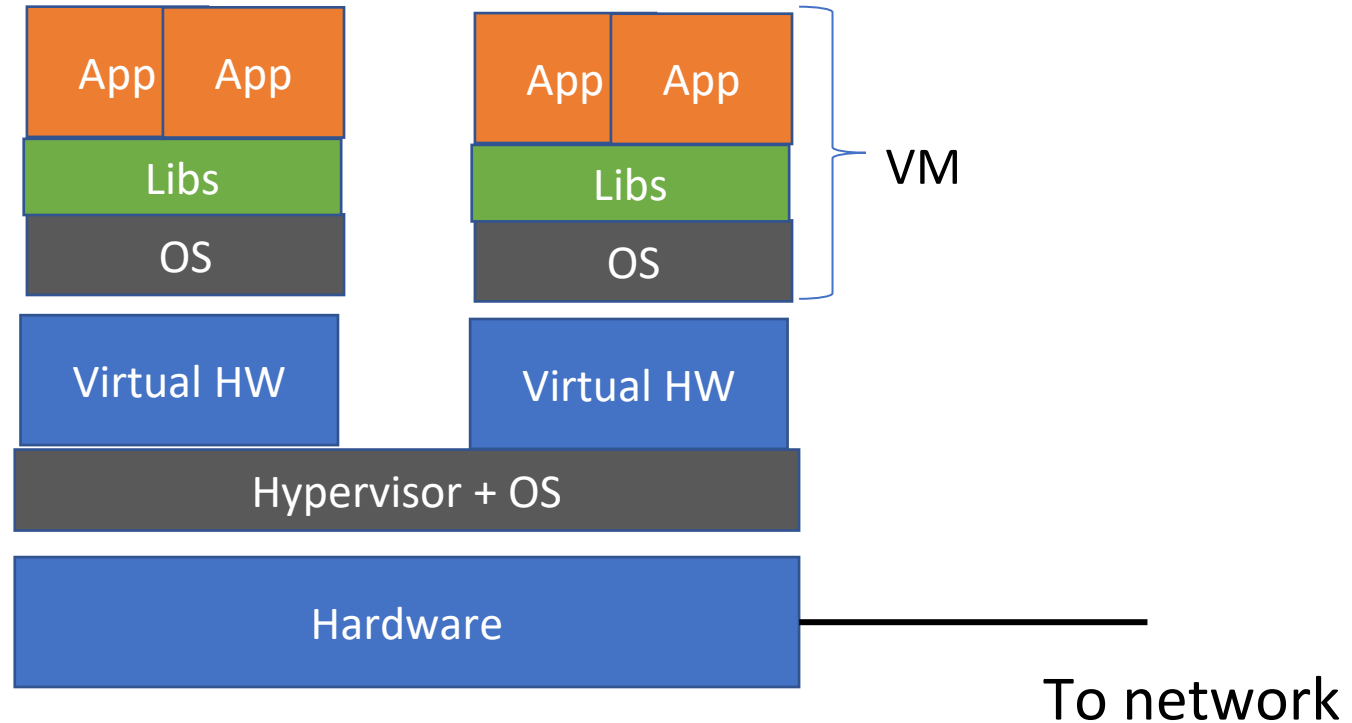 App App App App
Libs Libs VM
OS OS
Virtual HW Virtual HW
Hypervisor + OS
Hardware
To network